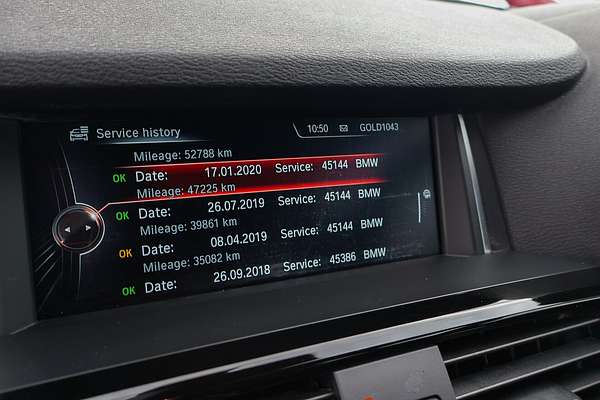 Service history 10:50 GOLD1043
Mileage: 52788 km
OK Date: 17.01.2020 Service: 45144 BMW
Mileage: 47225 km
OK Date: 26.07.2019 Service: 45144 BMW
Mileage: 39861 km
OK Date: 08.04.2019 Service: 45144 BMW
Mileage: 35082 km
OK Date: 26.09.2018 Service: 45386 BMW